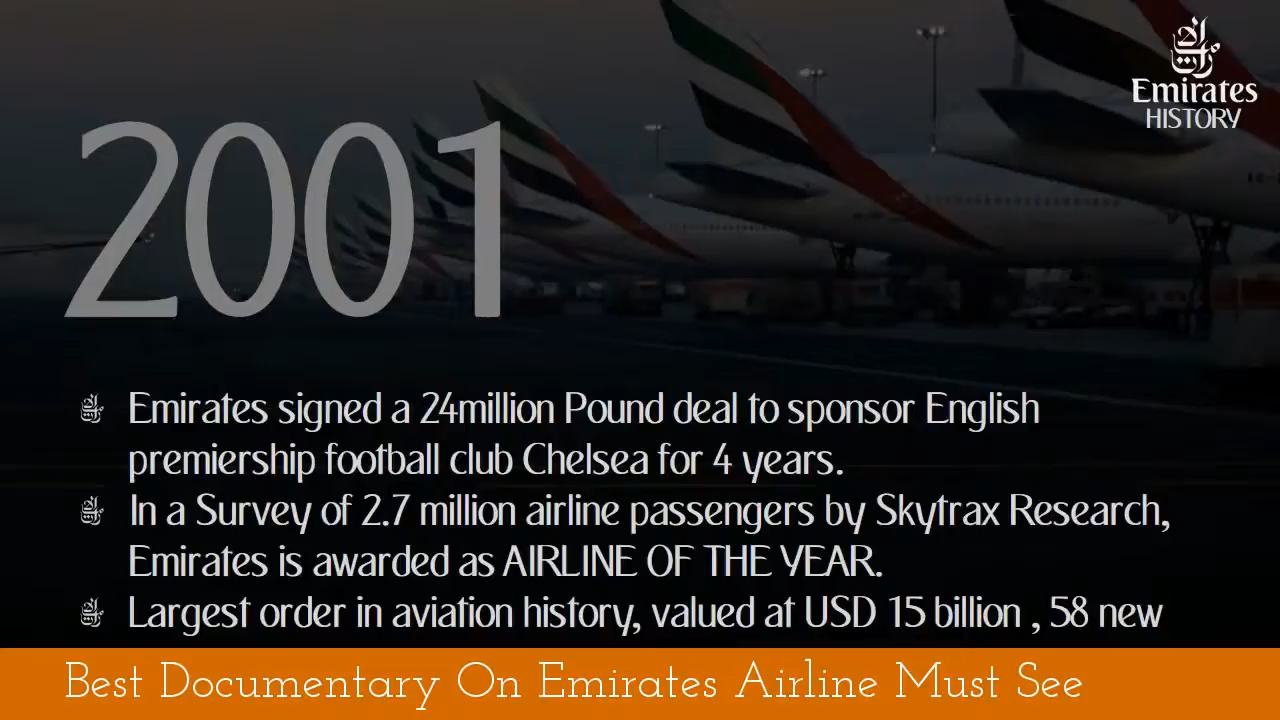 Emirates
HISTORY
2001
Emirates signed a 24million Pound deal to sponsor English
premiership football club Chelsea for 4 years.
In a Survey of 2.7 million airline passengers by Skytrax Research,
Emirates is awarded as AIRLINE OF THE YEAR.
Largest order in aviation history, valued at USD 15 billion , 58 new
Best Documentary On Emirates Airline Must See